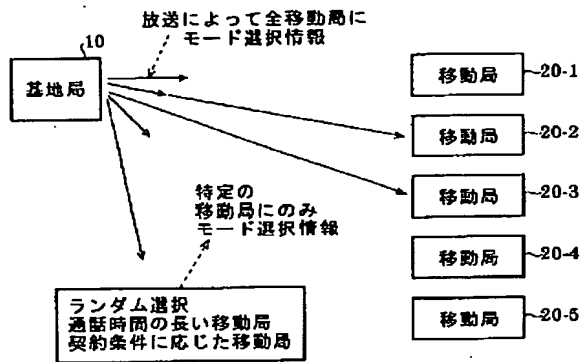 放送によって全移動局に
モード選択情報
10
基地局
移動局
20-1
移動局
20-2
移動局
20-3
移動局
20-4
移動局
20-5
特定の
移動局にのみ
モード選択情報
ランダム選択
通話時間の長い移動局
契約条件に応じた移動局